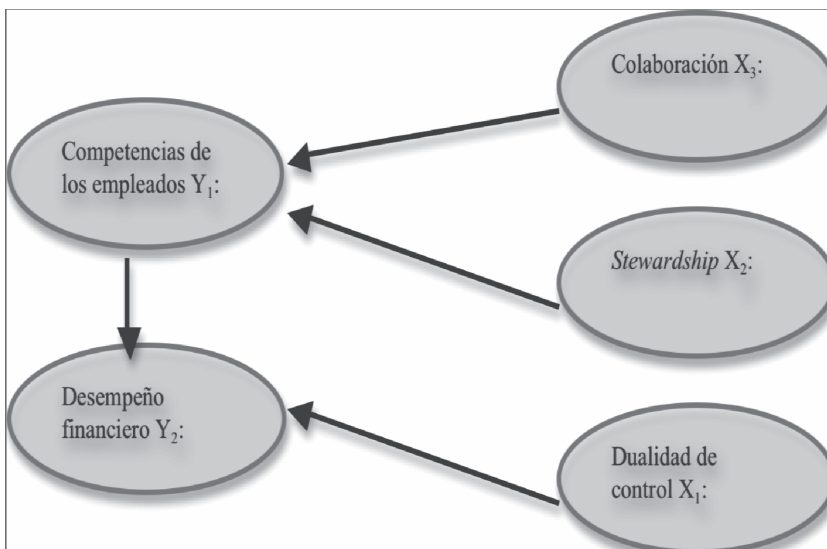 Colaboración X₃:
Competencias de
los empleados Y₁:
Stewardship X₂:
Desempeño
financiero Y₂:
Dualidad de
control X₁: